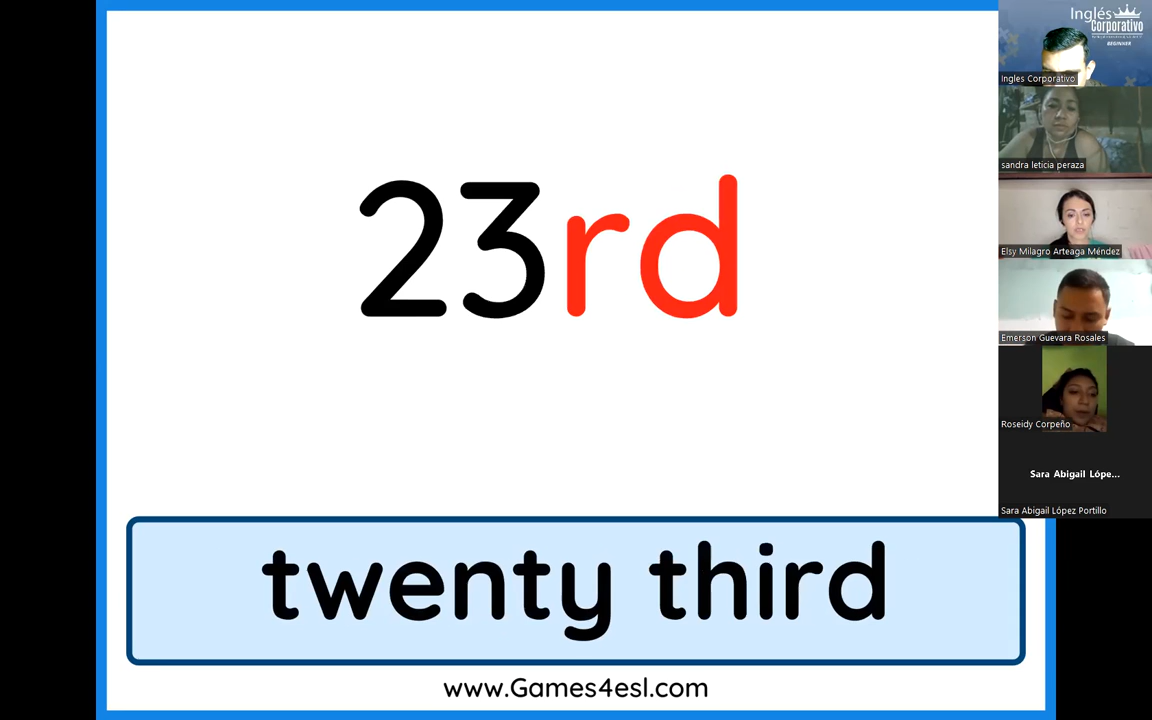 23rd
twenty third
www.Games4esl.com
Inglés
Corporativo
BEGINNER
Ingles Corporativo
sandra leticia peraza
Elsy Milagro Arteaga Méndez
Emerson Guevara Rosales
Roseidy Corpeño
Sara Abigail Lópe...
Sara Abigail López Portillo